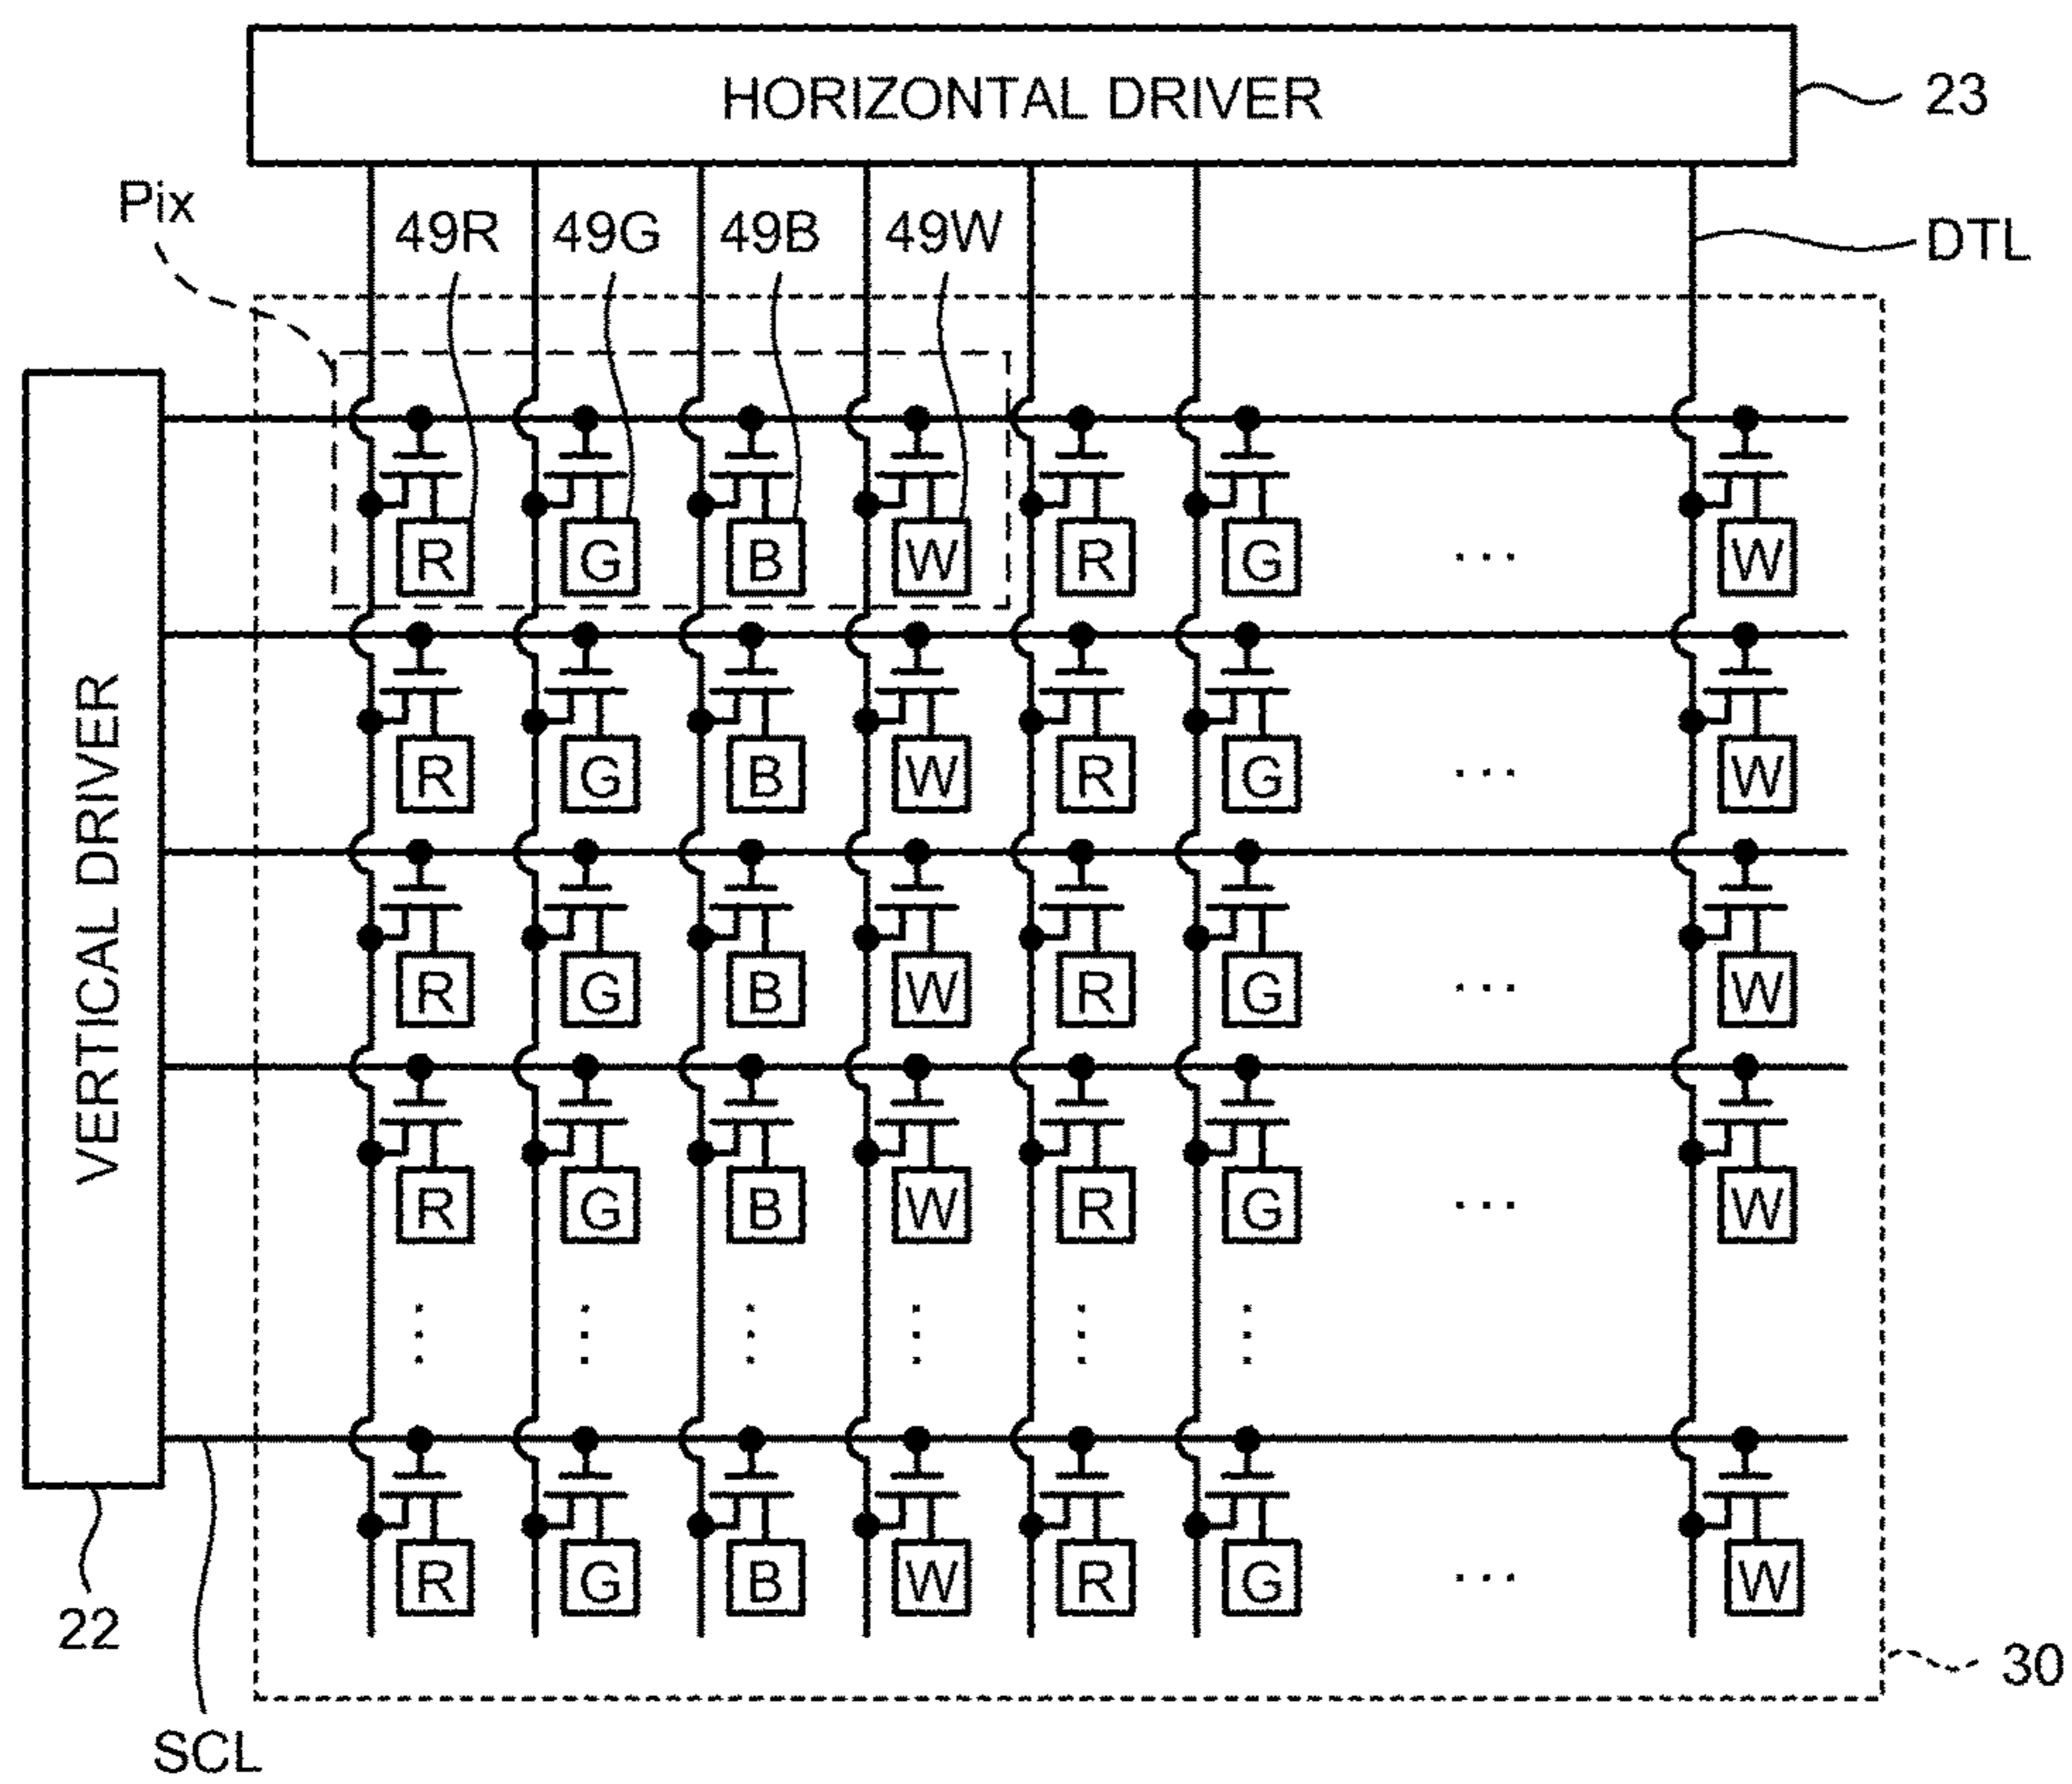 HORIZONTAL DRIVER
23
Pix
49R 49G 49B 49W
DTL
R G B W R G ... W
R G B W R G ... W
R G B W R G ... W
R G B W R G ... W
R G B W R G ... W
VERTICAL DRIVER
22
30
SCL